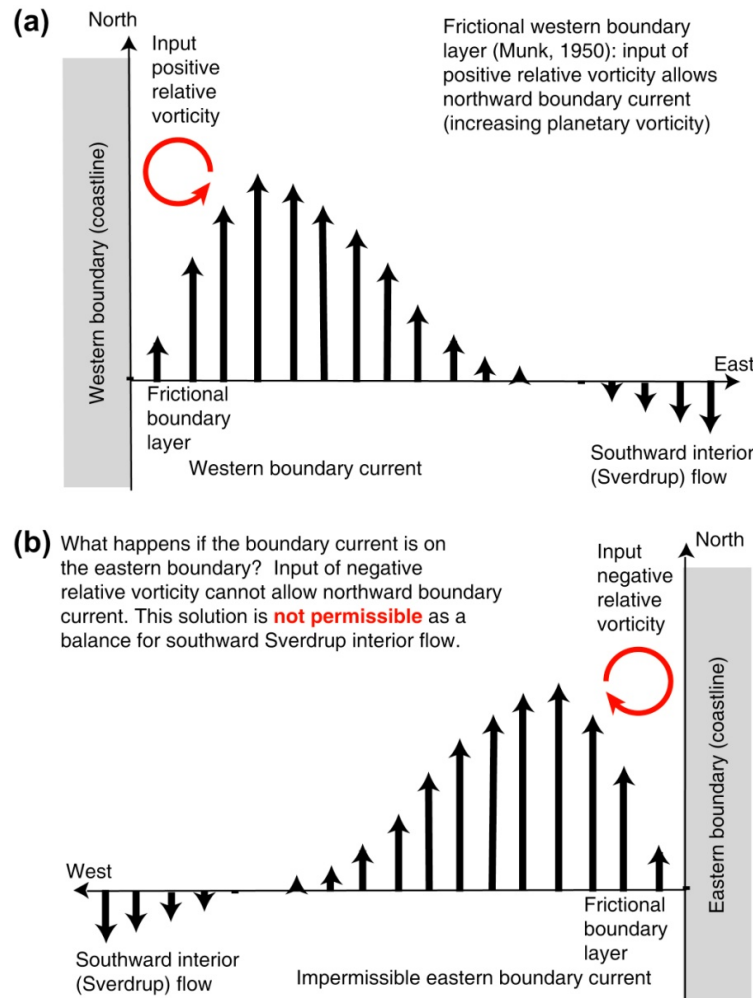 (a)
North
Input
positive
relative
vorticity
Frictional western boundary
layer (Munk, 1950): input of
positive relative vorticity allows
northward boundary current
(increasing planetary vorticity)
Western boundary (coastline)
East
Frictional
boundary
layer
Western boundary current
Southward interior
(Sverdrup) flow
(b)
What happens if the boundary current is on
the eastern boundary? Input of negative
relative vorticity cannot allow northward boundary
current. This solution is not permissible as a
balance for southward Sverdrup interior flow.
Input
negative
relative
vorticity
North
Eastern boundary (coastline)
West
Southward interior
(Sverdrup) flow
Frictional
boundary
layer
Impermissible eastern boundary current